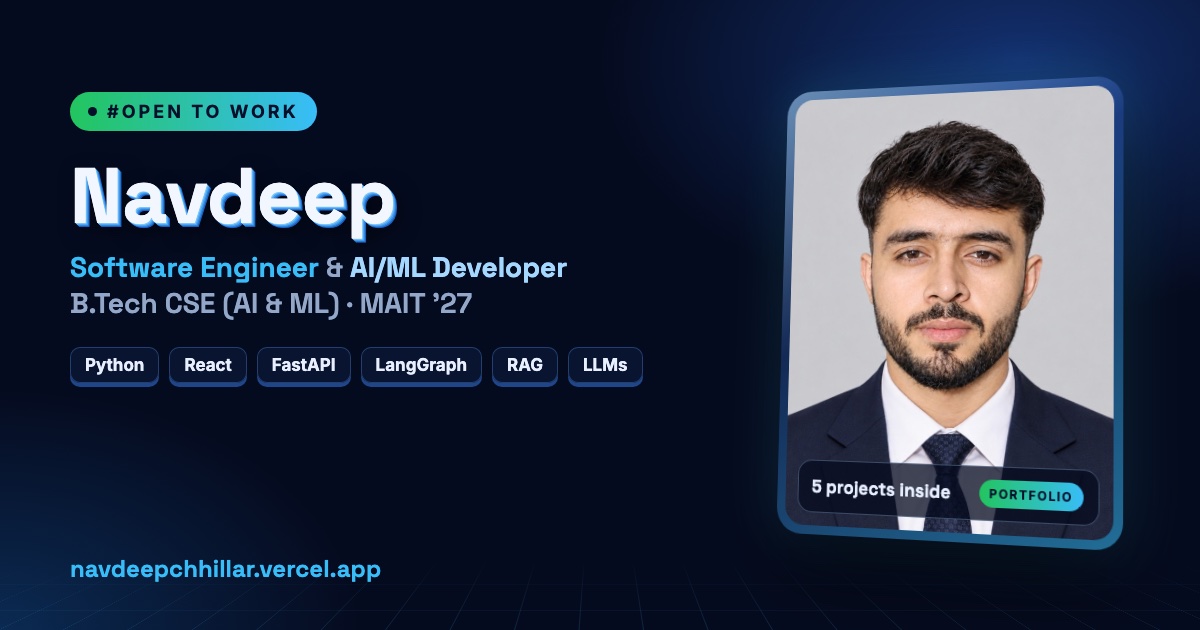 #OPEN TO WORK
Navdeep
Software Engineer & AI/ML Developer
B.Tech CSE (AI & ML) · MAIT ’27
Python React FastAPI LangGraph RAG LLMs
5 projects inside PORTFOLIO
navdeepchhillar.vercel.app